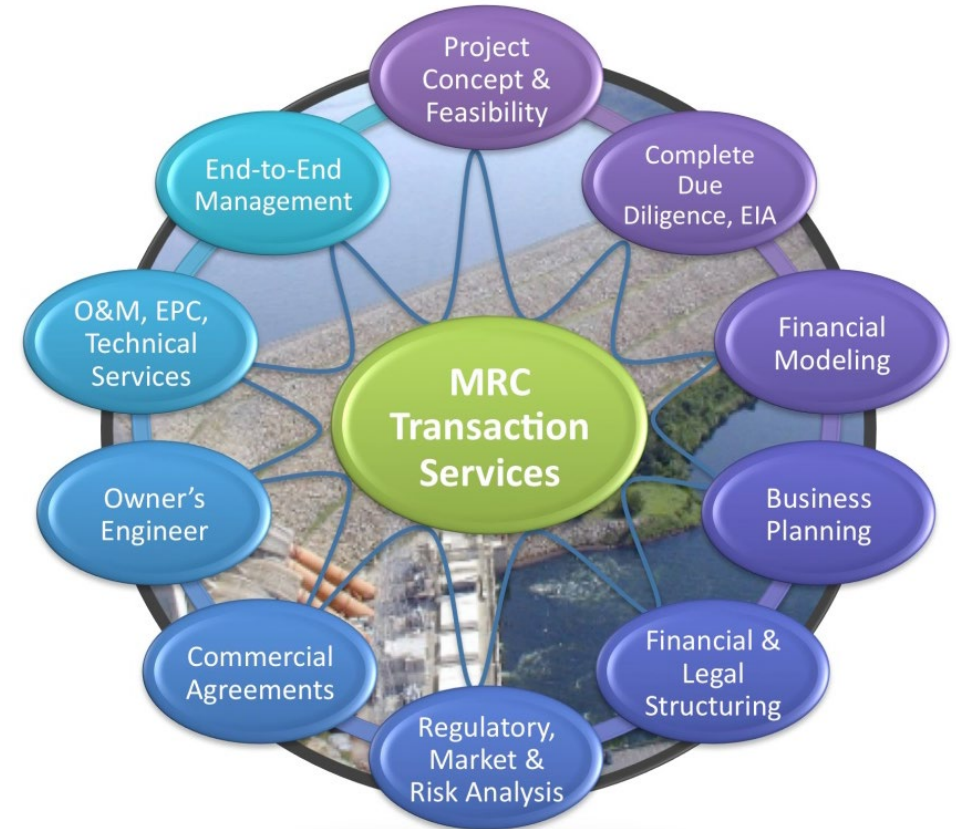 Project
Concept &
Feasibility
Complete
Due
Diligence, EIA
Financial
Modeling
Business
Planning
Financial &
Legal
Structuring
Regulatory,
Market &
Risk Analysis
Commercial
Agreements
Owner’s
Engineer
O&M, EPC,
Technical
Services
End-to-End
Management
MRC
Transaction
Services